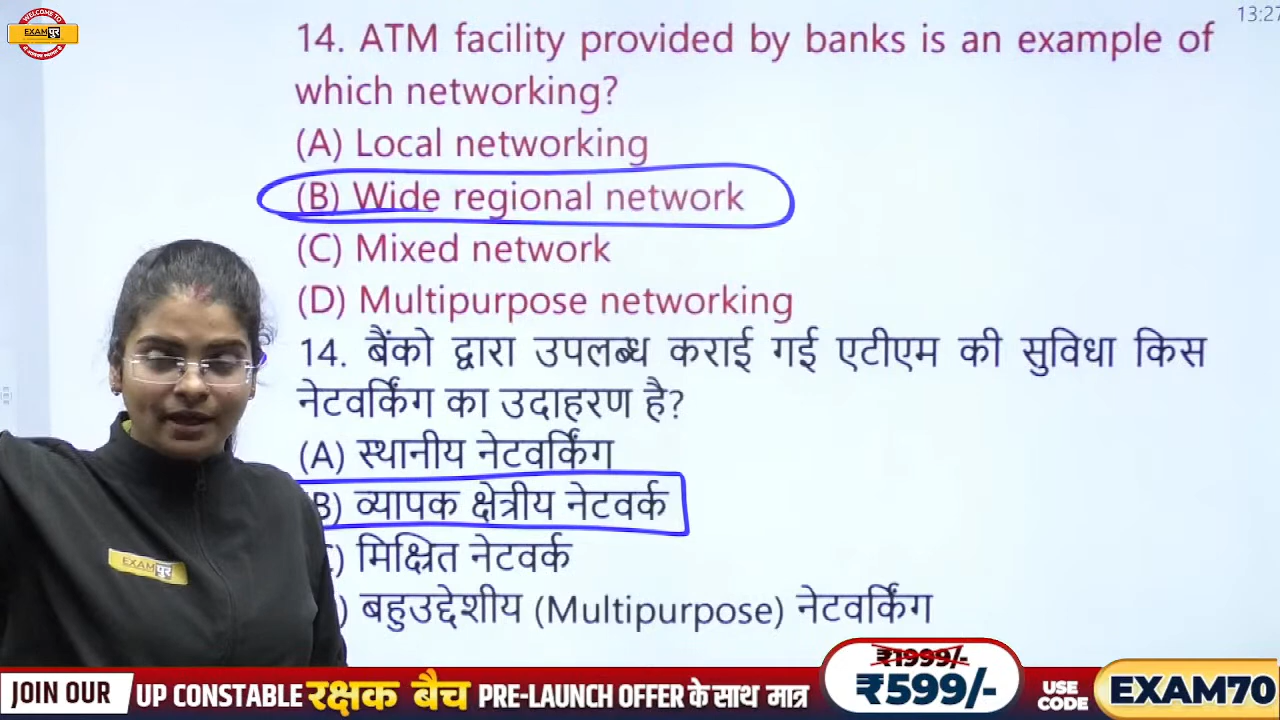 WELCOME TO
EXAMपुर
13:27
14. ATM facility provided by banks is an example of
which networking?
(A) Local networking
(B) Wide regional network
(C) Mixed network
(D) Multipurpose networking
14. बैंको द्वारा उपलब्ध कराई गई एटीएम की सुविधा किस
नेटवर्किंग का उदाहरण है?
(A) स्थानीय नेटवर्किंग
B) व्यापक क्षेत्रीय नेटवर्क
) मिक्षित नेटवर्क
) बहुउद्देशीय (Multipurpose) नेटवर्किंग
EXAMपुर
JOIN OUR UP CONSTABLE रक्षक बैच PRE-LAUNCH OFFER के साथ मात्र
₹1999/-
₹599/-
USE
CODE
EXAM70